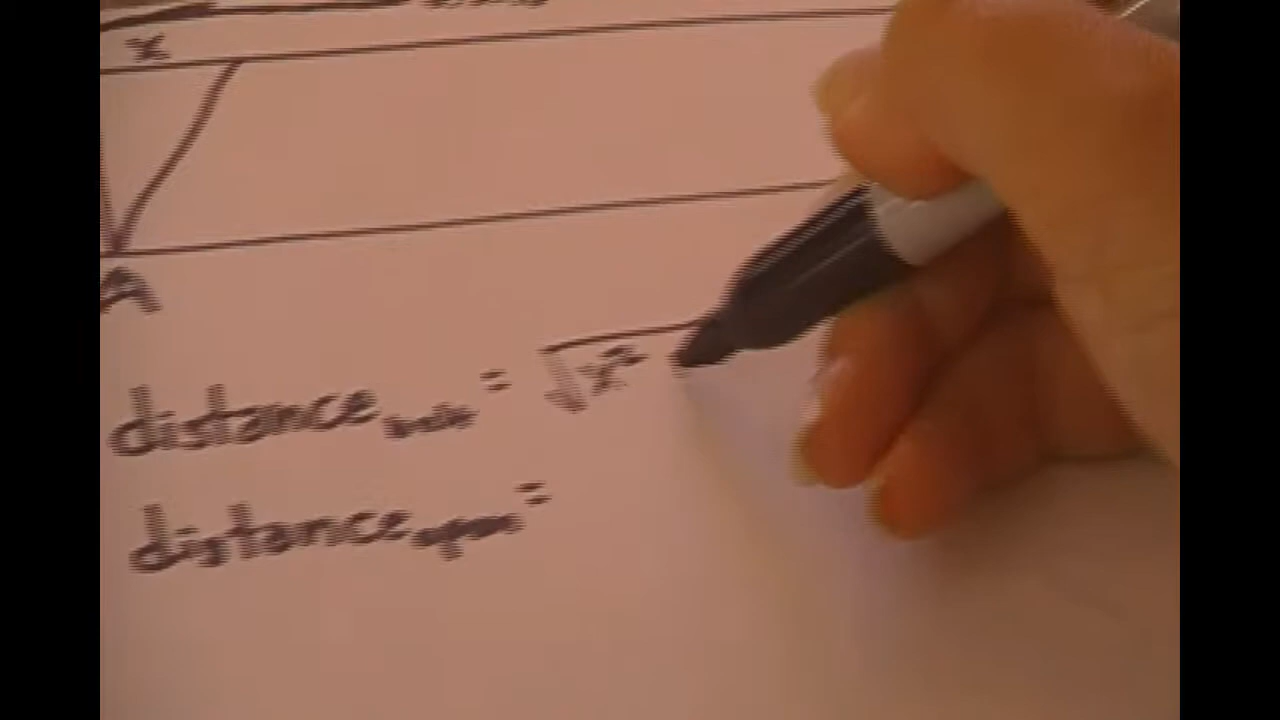 x
A
distance = √x²
distance =